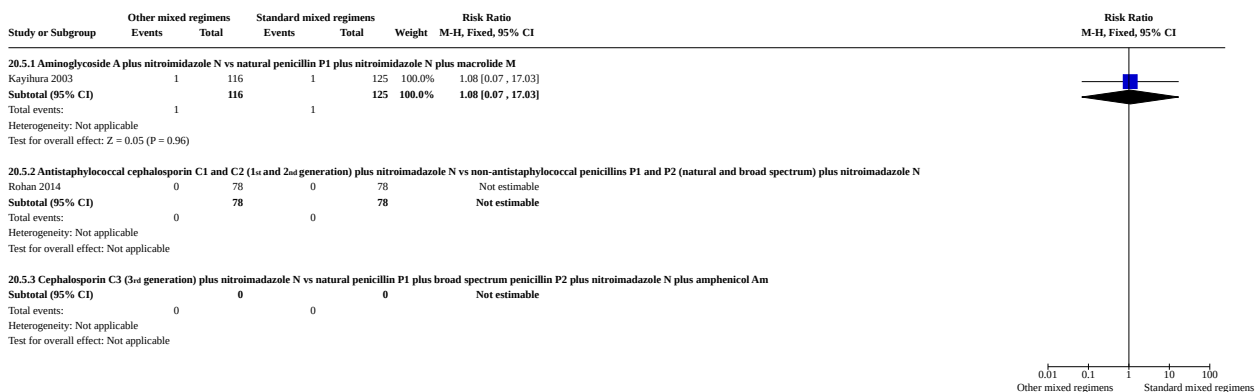 Other mixed regimens Standard mixed regimens Risk Ratio Risk Ratio
Study or Subgroup Events Total Events Total Weight M-H, Fixed, 95% CI M-H, Fixed, 95% CI
20.5.1 Aminoglycoside A plus nitroimidazole N vs natural penicillin P1 plus nitroimidazole N plus macrolide M
Kayihura 2003 1 116 1 125 100.0% 1.08 [0.07 , 17.03]
Subtotal (95% CI) 116 125 100.0% 1.08 [0.07 , 17.03]
Total events: 1 1
Heterogeneity: Not applicable
Test for overall effect: Z = 0.05 (P = 0.96)
20.5.2 Antistaphylococcal cephalosporin C1 and C2 (1st and 2nd generation) plus nitroimadazole N vs non-antistaphylococcal penicillins P1 and P2 (natural and broad spectrum) plus nitroimadazole N
Rohan 2014 0 78 0 78 Not estimable
Subtotal (95% CI) 78 78 Not estimable
Total events: 0 0
Heterogeneity: Not applicable
Test for overall effect: Not applicable
20.5.3 Cephalosporin C3 (3rd generation) plus nitroimadazole N vs natural penicillin P1 plus broad spectrum penicillin P2 plus nitroimadazole N plus amphenicol Am
Subtotal (95% CI) 0 0 Not estimable
Total events: 0 0
Heterogeneity: Not applicable
Test for overall effect: Not applicable
0.01 0.1 1 10 100
Other mixed regimens Standard mixed regimens